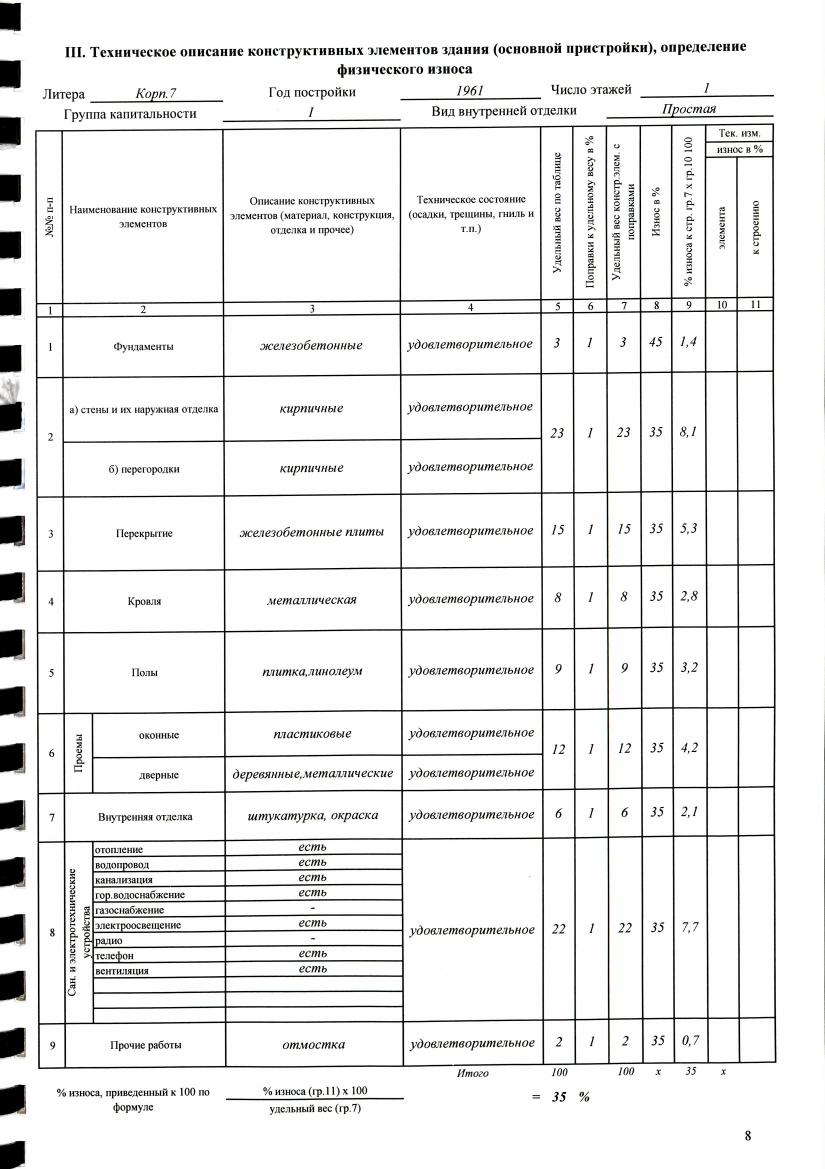 III. Техническое описание конструктивных элементов здания (основной пристройки), определение
физического износа
Литера Корп.7 Год постройки 1961 Число этажей 1
Группа капитальности I Вид внутренней отделки Простая
№№ п-п
Наименование конструктивных
элементов
Описание конструктивных
элементов (материал, конструкция,
отделка и прочее)
Техническое состояние
(осадки, трещины, гниль и
т.п.)
Удельный вес по таблице
Поправки к удельному весу в %
Удельный вес констр.элем. с
поправками
Износ в %
% износа к стр. гр.7 х гр.10 100
Тек. изм.
износ в %
элемента
к строению
1 2 3 4 5 6 7 8 9 10 11
1 Фундаменты железобетонные удовлетворительное 3 1 3 45 1,4
2
а) стены и их наружная отделка кирпичные удовлетворительное
23 1 23 35 8,1
б) перегородки кирпичные удовлетворительное
3 Перекрытие железобетонные плиты удовлетворительное 15 1 15 35 5,3
4 Кровля металлическая удовлетворительное 8 1 8 35 2,8
5 Полы плитка,линолеум удовлетворительное 9 1 9 35 3,2
6 Проемы
оконные пластиковые удовлетворительное
12 1 12 35 4,2
дверные деревянные,металлические удовлетворительное
7 Внутренняя отделка штукатурка, окраска удовлетворительное 6 1 6 35 2,1
8
Сан. и электротехнические
устройства
отопление есть
водопровод есть
канализация есть
гор.водоснабжение есть
газоснабжение -
электроосвещение есть
удовлетворительное 22 1 22 35 7,7
радио -
телефон есть
вентиляция есть
9 Прочие работы отмостка удовлетворительное 2 1 2 35 0,7
Итого 100 100 х 35 х
% износа, приведенный к 100 по
формуле
% износа (гр.11) х 100
удельный вес (гр.7)
= 35 %
8